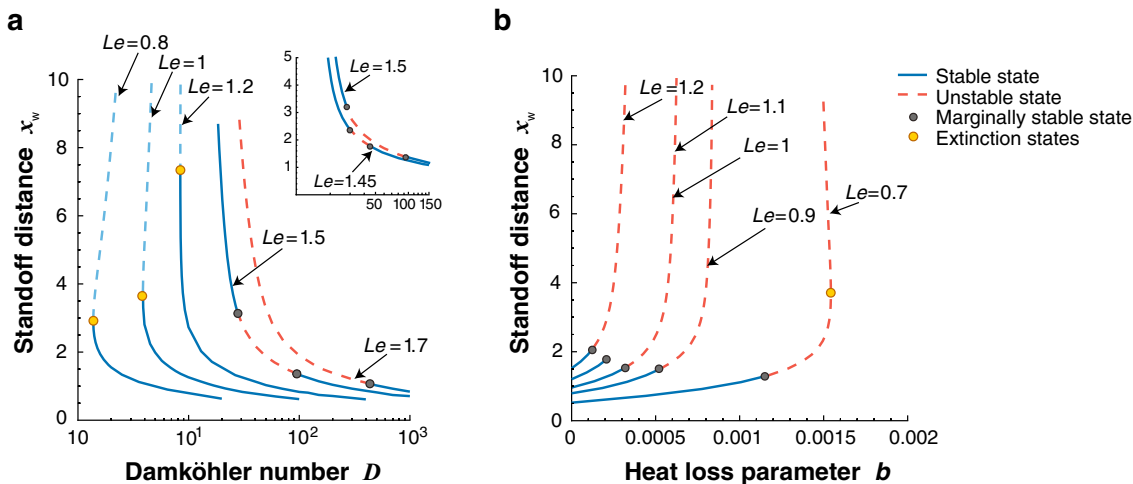 a
Le=0.8
Le=1
Le=1.2
10
8
6
4
2
0
Standoff distance x_w
5
4
3
2
1
50
100
150
Le=1.5
Le=1.45
Le=1.5
Le=1.7
10
10^1
10^2
10^3
Damköhler number D
b
10
8
6
4
2
0
Standoff distance x_w
Le=1.2
Le=1.1
Le=1
Le=0.9
Le=0.7
0
0.0005
0.001
0.0015
0.002
Heat loss parameter b
Stable state
Unstable state
Marginally stable state
Extinction states